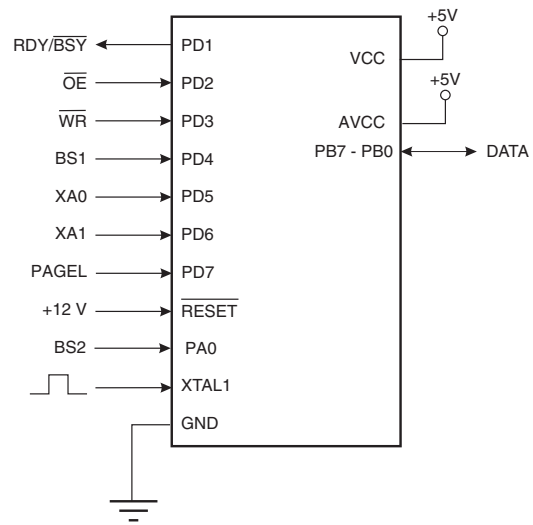 +5V
RDY/BSY PD1
VCC
OE PD2
+5V
WR PD3
AVCC
BS1 PD4
PB7 - PB0 DATA
XA0 PD5
XA1 PD6
PAGEL PD7
+12 V RESET
BS2 PA0
XTAL1
GND